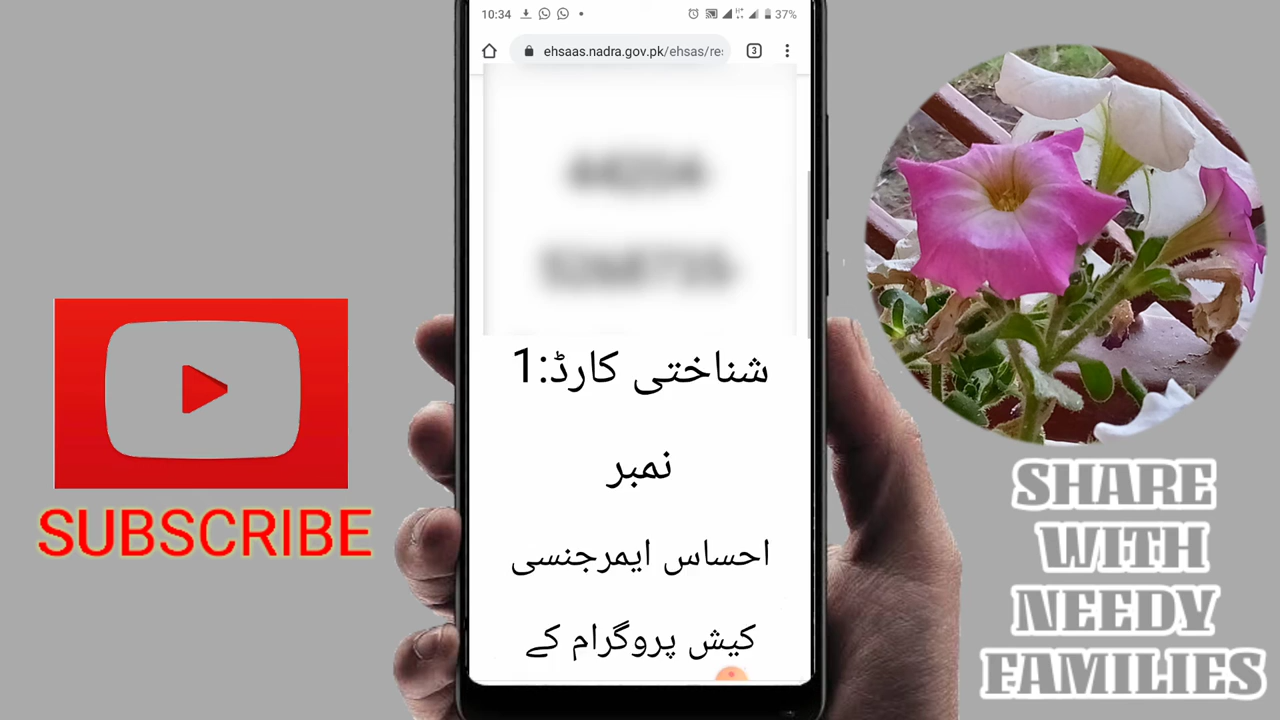 10:34
37%
ehsaas.nadra.gov.pk/ehsas/re
3
شناختی کارڈ:1
نمبر
احساس ایمرجنسی
کیش پروگرام کے
SUBSCRIBE
SHARE
WITH
NEEDY
FAMILIES